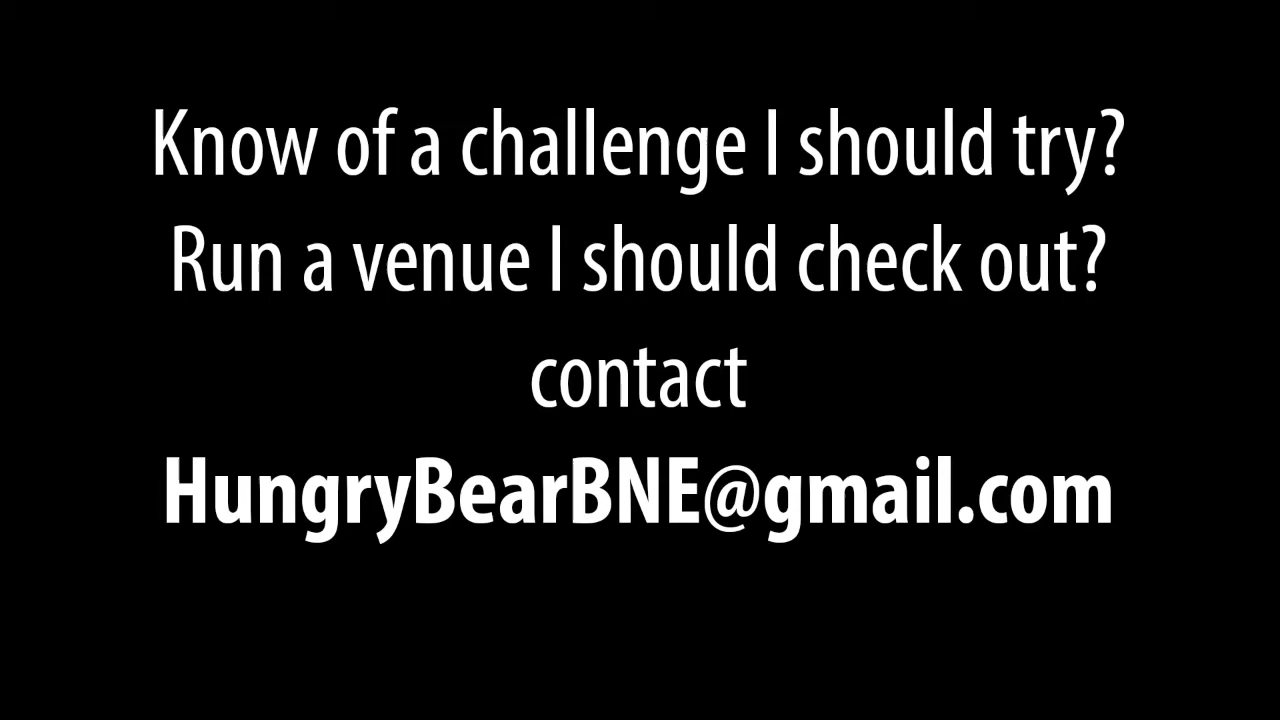 Know of a challenge I should try?
Run a venue I should check out?
contact
HungryBearBNE@gmail.com